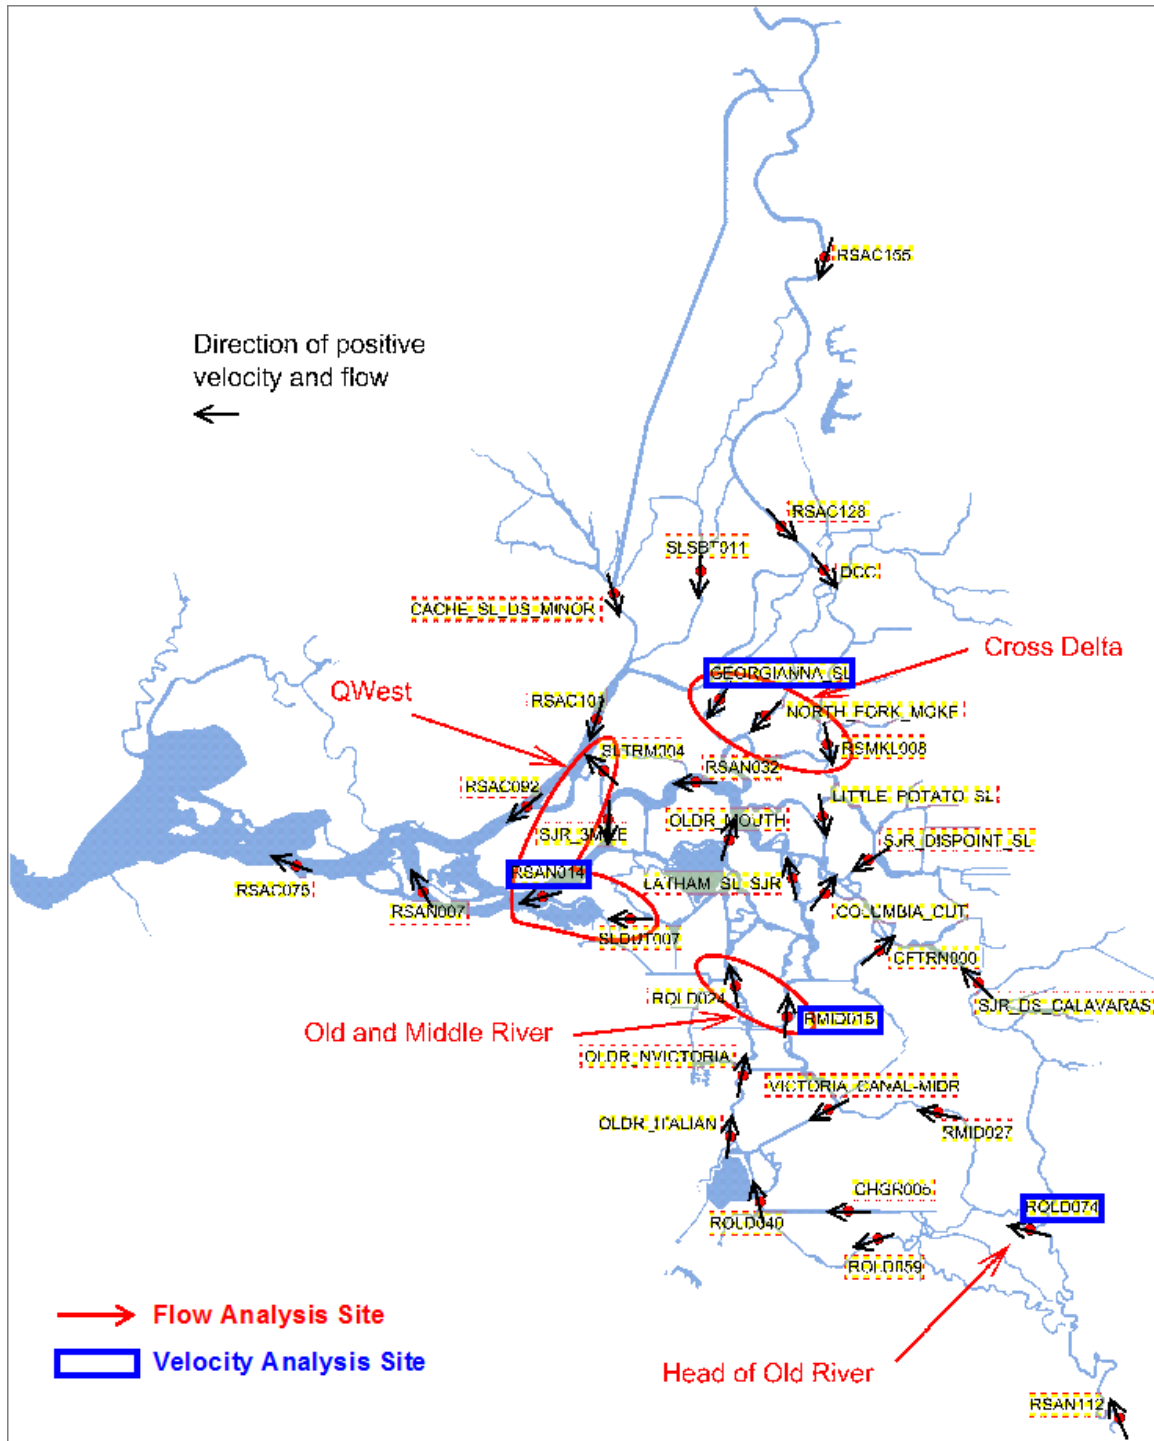 RSAC155
Direction of positive
velocity and flow
RSAC128
SLSBT011
DCC
CACHE_SL_DS_MINOR
Cross Delta
GEORGIANNA_SL
QWest
RSAC101
NORTH_FORK_MOKE
SLTRM004
RSMKL008
RSAN032
RSAC092
LITTLE_POTATO_SL
OLDR_MOUTH
SJR_3MILE
SJR_DISPOINT_SL
RSAN014
RSAC075
LATHAM_SL-SJR
RSAN007
COLUMBIA_CUT
SLDUT007
CFTRN000
ROLD024
SJR_DS_CALAVARAS
RMID015
Old and Middle River
OLDR_NVICTORIA
VICTORIA_CANAL-MIDR
OLDR_ITALIAN
RMID027
CHGR005
ROLD074
ROLD040
ROLD059
Flow Analysis Site
Velocity Analysis Site
Head of Old River
RSAN112